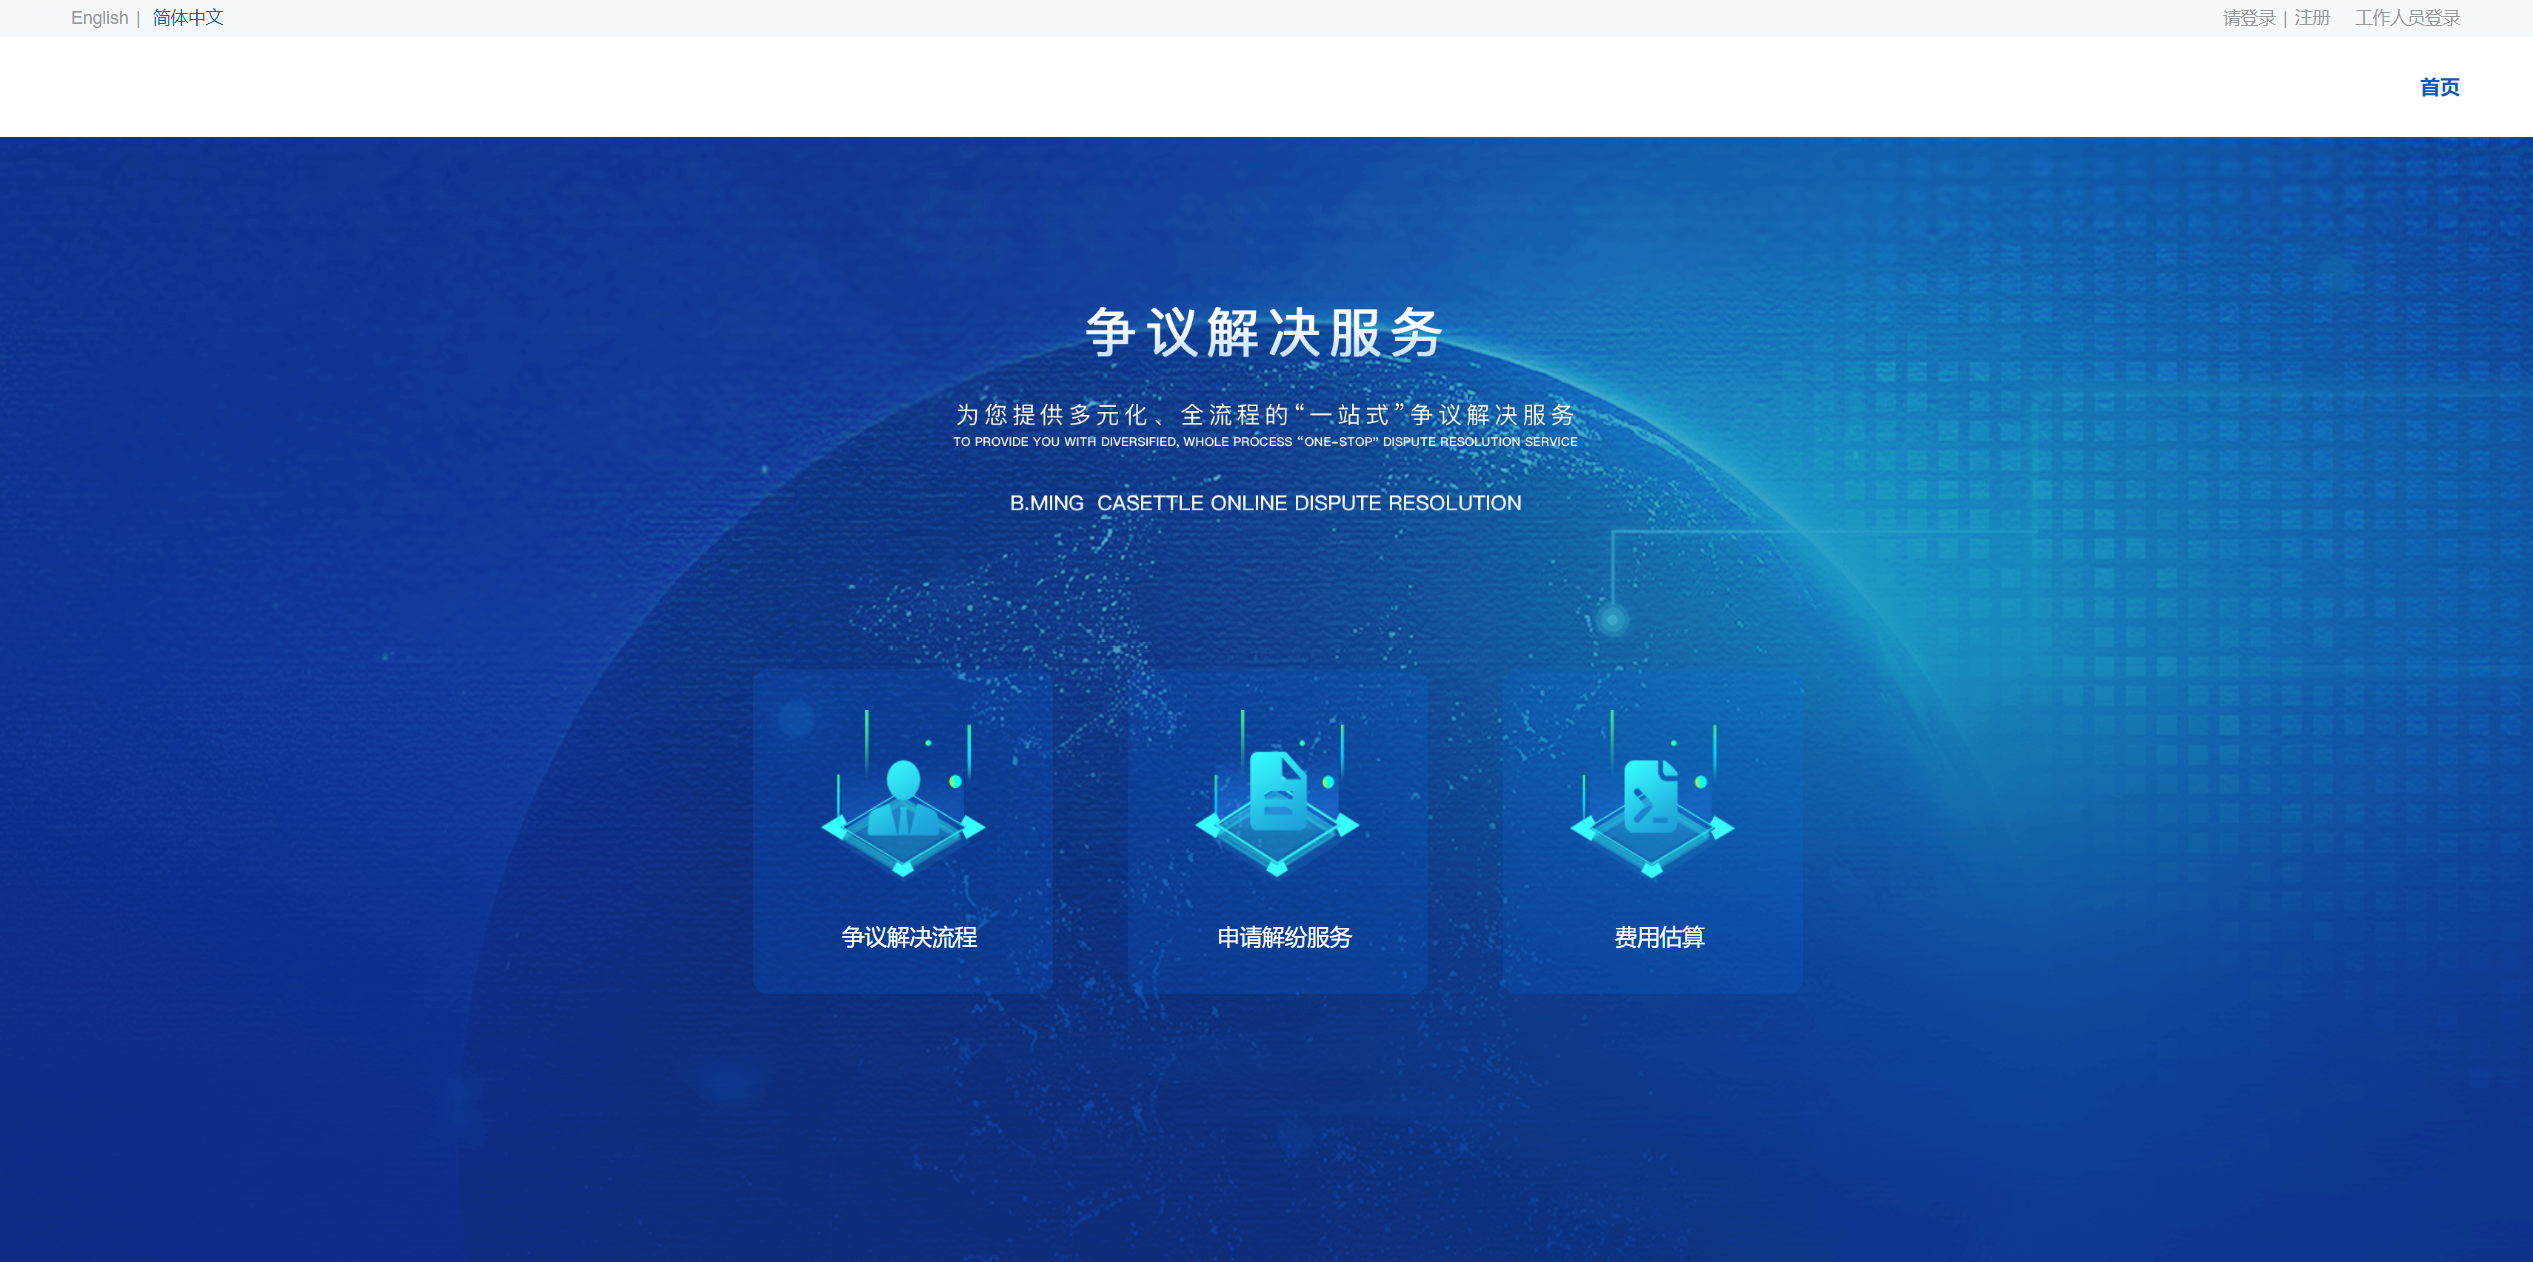 English | 简体中文
请登录 | 注册 工作人员登录
首页
争议解决服务
为您提供多元化、全流程的“一站式”争议解决服务
TO PROVIDE YOU WITH DIVERSIFIED, WHOLE PROCESS “ONE-STOP” DISPUTE RESOLUTION SERVICE
B.MING CASETTLE ONLINE DISPUTE RESOLUTION
争议解决流程
申请解纷服务
费用估算